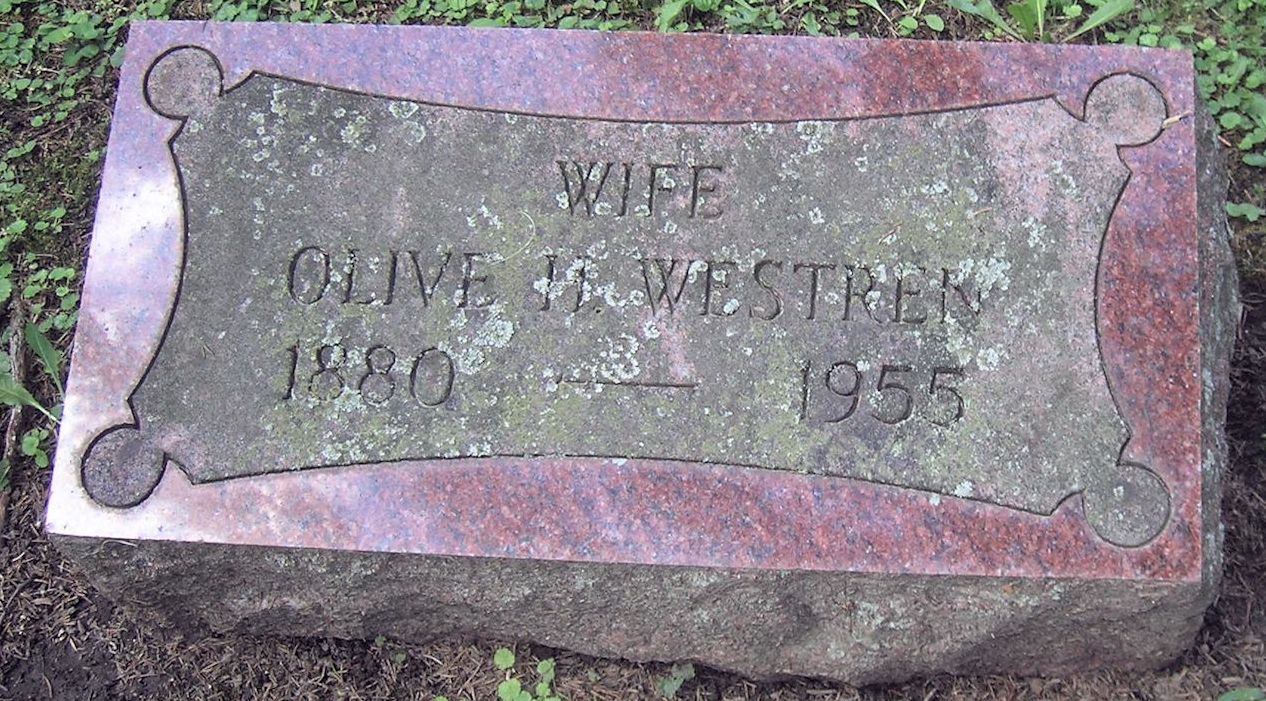 WIFE
OLIVE H. WESTREN
1880 — 1955